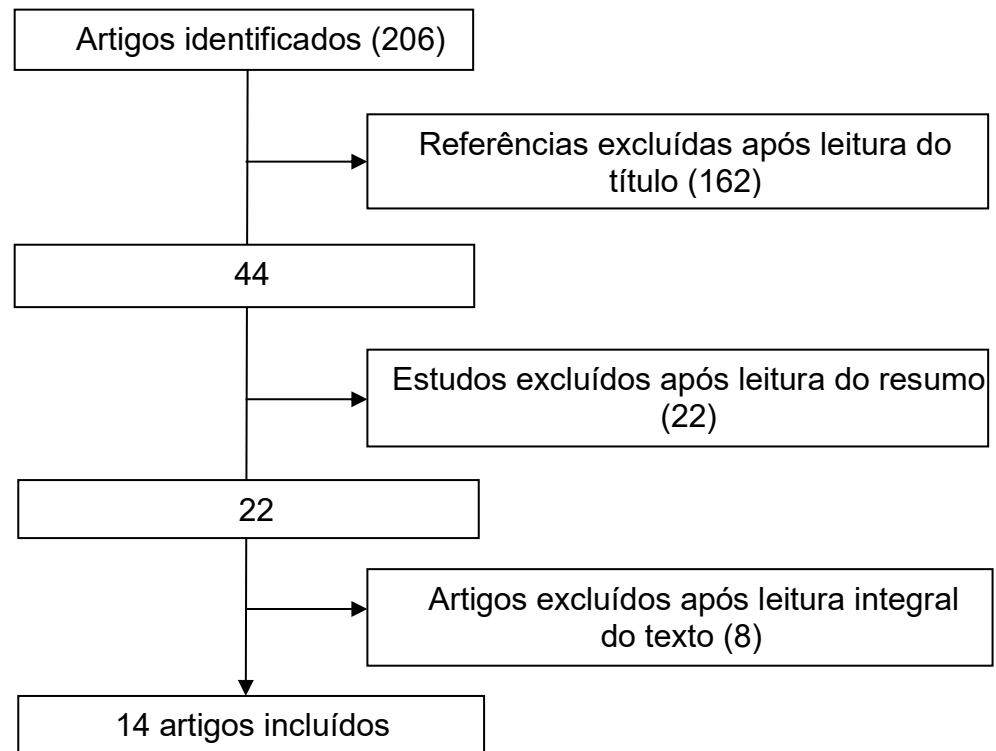 Artigos identificados (206)
Referências excluídas após leitura do
título (162)
44
Estudos excluídos após leitura do resumo
(22)
22
Artigos excluídos após leitura integral
do texto (8)
14 artigos incluídos